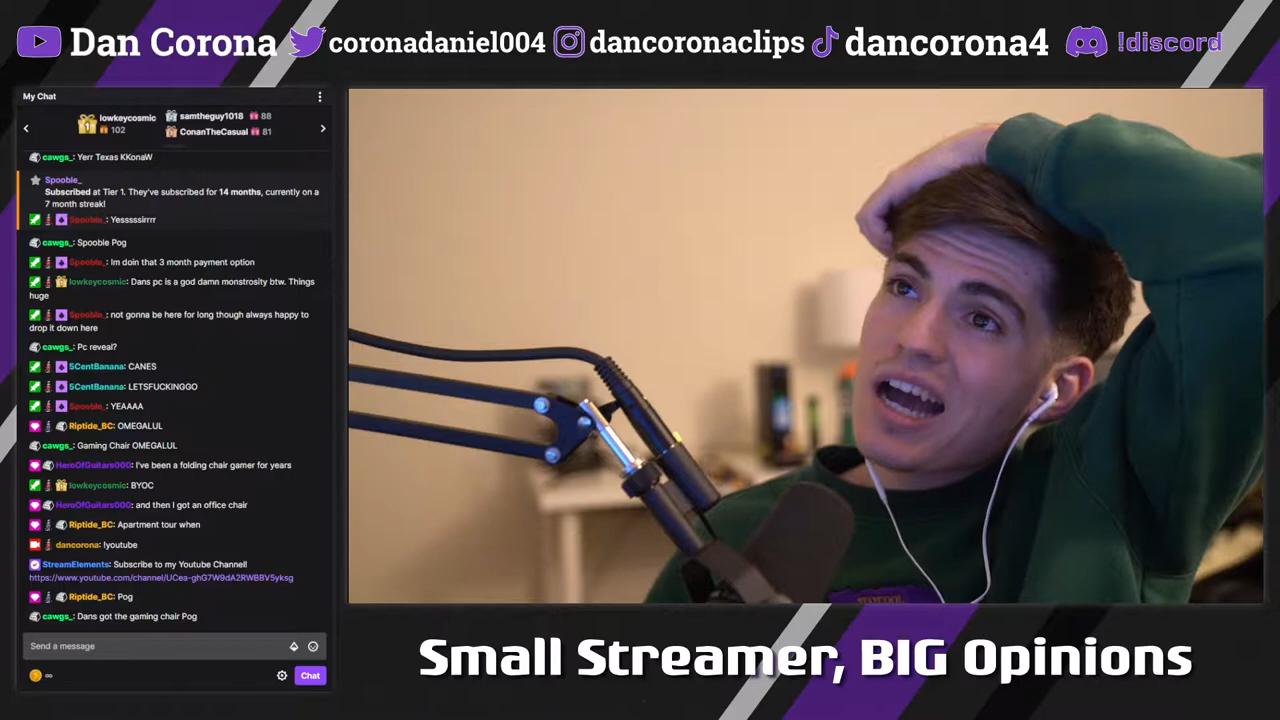 Dan Corona
coronadaniel004
dancoronaclips
dancorona4
!discord
My Chat
lowkeycosmic
102
samtheguy1018 88
ConanTheCasual 81
cawgs_: Yerr Texas KKonaW
Spooble_
Subscribed at Tier 1. They've subscribed for 14 months, currently on a
7 month streak!
Spooble_: Yesssssirrrr
cawgs_: Spooble Pog
Spooble_: Im doin that 3 month payment option
lowkeycosmic: Dans pc is a god damn monstrosity btw. Things
huge
Spooble_: not gonna be here for long though always happy to
drop it down here
cawgs_: Pc reveal?
5CentBanana: CANES
5CentBanana: LETSFUCKINGGO
Spooble_: YEAAAA
Riptide_BC: OMEGALUL
cawgs_: Gaming Chair OMEGALUL
HeroOfGuitars000: I've been a folding chair gamer for years
lowkeycosmic: BYOC
HeroOfGuitars000: and then I got an office chair
Riptide_BC: Apartment tour when
dancorona: !youtube
StreamElements: Subscribe to my Youtube Channel!
https://www.youtube.com/channel/UCea-ghG7W9dA2RWBBV5yksg
Riptide_BC: Pog
cawgs_: Dans got the gaming chair Pog
Send a message
∞
Chat
Small Streamer, BIG Opinions